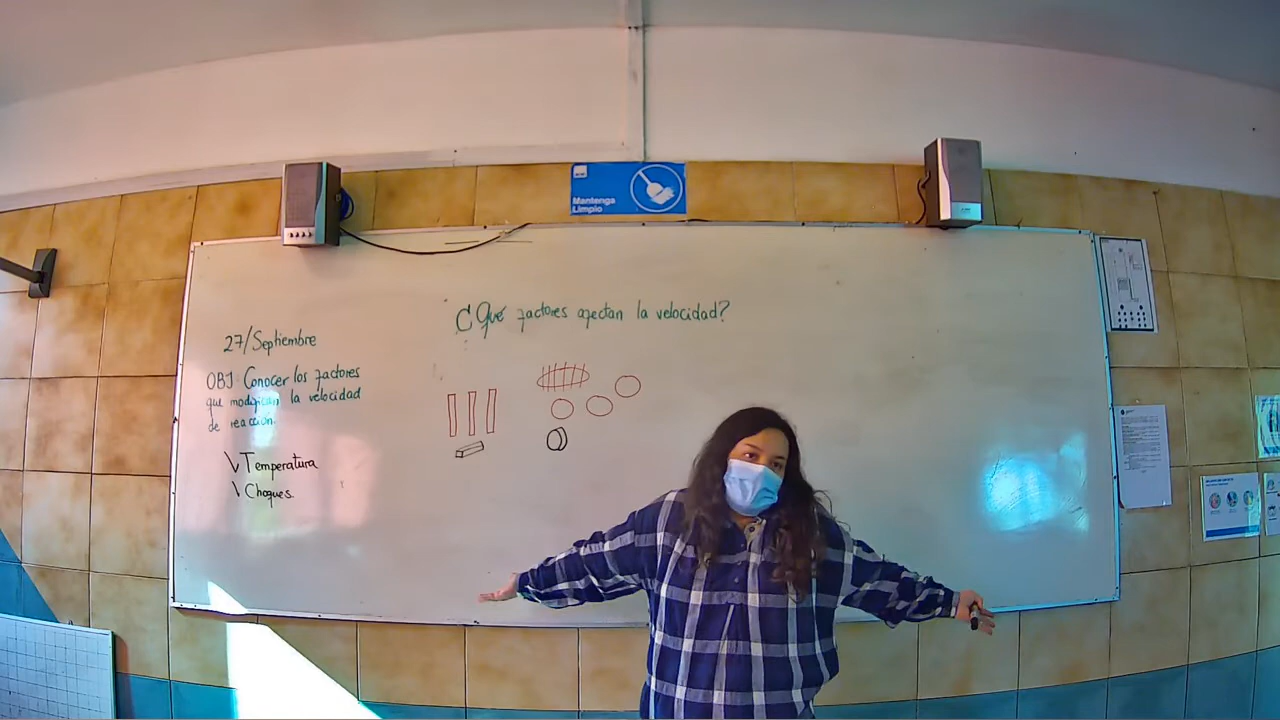 Mantenga
Limpio
¿Qué factores afectan la velocidad?
27/Septiembre
OBJ: Conocer los factores
que modifican la velocidad
de reacción.
Temperatura
Choques